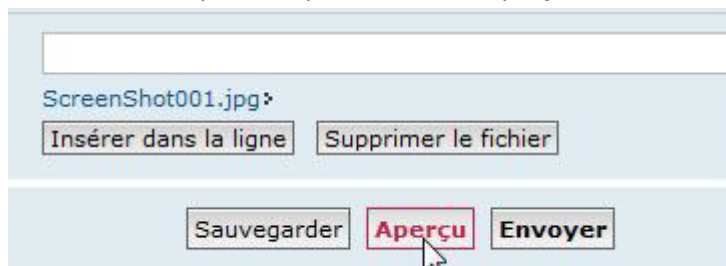 ScreenShot001.jpg
Insérer dans la ligne Supprimer le fichier
Sauvegarder Aperçu Envoyer